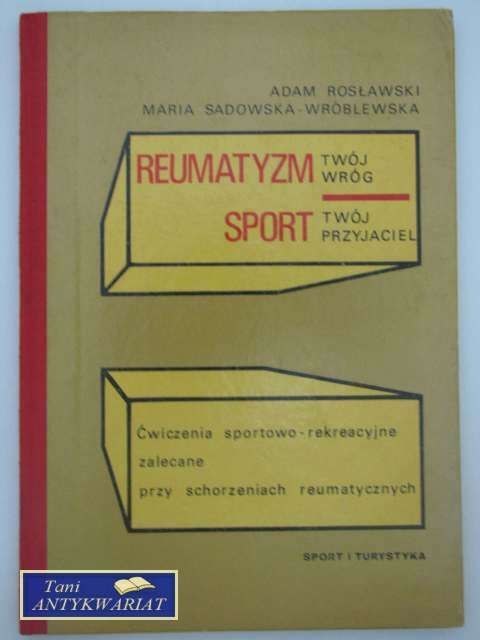 ADAM ROSŁAWSKI
MARIA SADOWSKA-WRÓBLEWSKA
REUMATYZM TWÓJ WRÓG
SPORT TWÓJ PRZYJACIEL
Ćwiczenia sportowo-rekreacyjne
zalecane
przy schorzeniach reumatycznych
SPORT I TURYSTYKA
Tani
ANTYKWARIAT